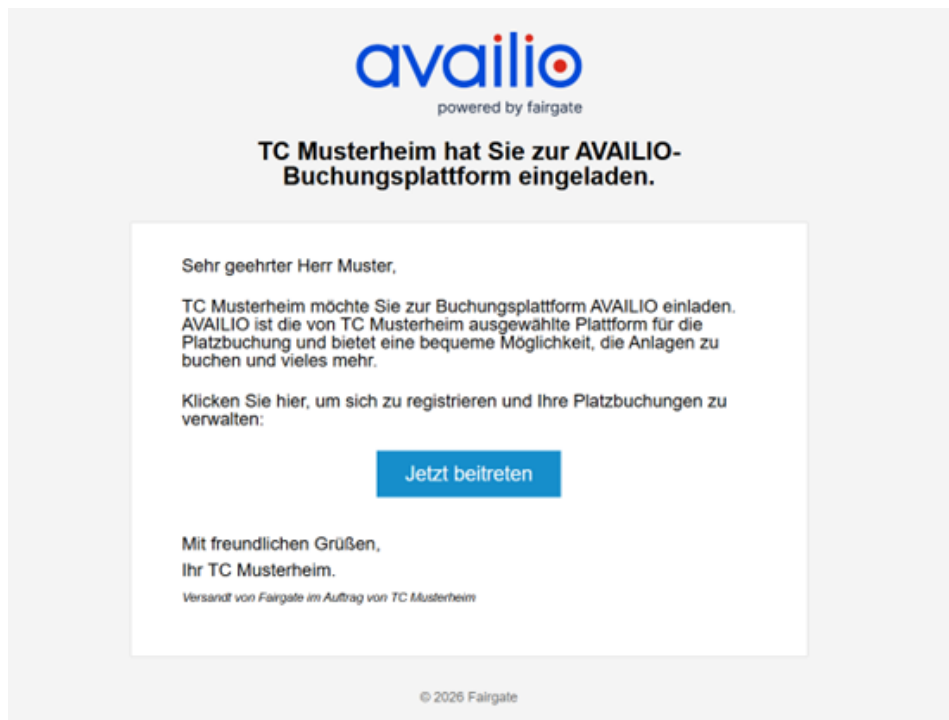 availio
powered by fairgate
TC Musterheim hat Sie zur AVAILIO-
Buchungsplattform eingeladen.
Sehr geehrter Herr Muster,
TC Musterheim möchte Sie zur Buchungsplattform AVAILIO einladen.
AVAILIO ist die von TC Musterheim ausgewählte Plattform für die
Platzbuchung und bietet eine bequeme Möglichkeit, die Anlagen zu
buchen und vieles mehr.
Klicken Sie hier, um sich zu registrieren und Ihre Platzbuchungen zu
verwalten:
Jetzt beitreten
Mit freundlichen Grüßen,
Ihr TC Musterheim.
Versandt von Fairgate im Auftrag von TC Musterheim
© 2026 Fairgate